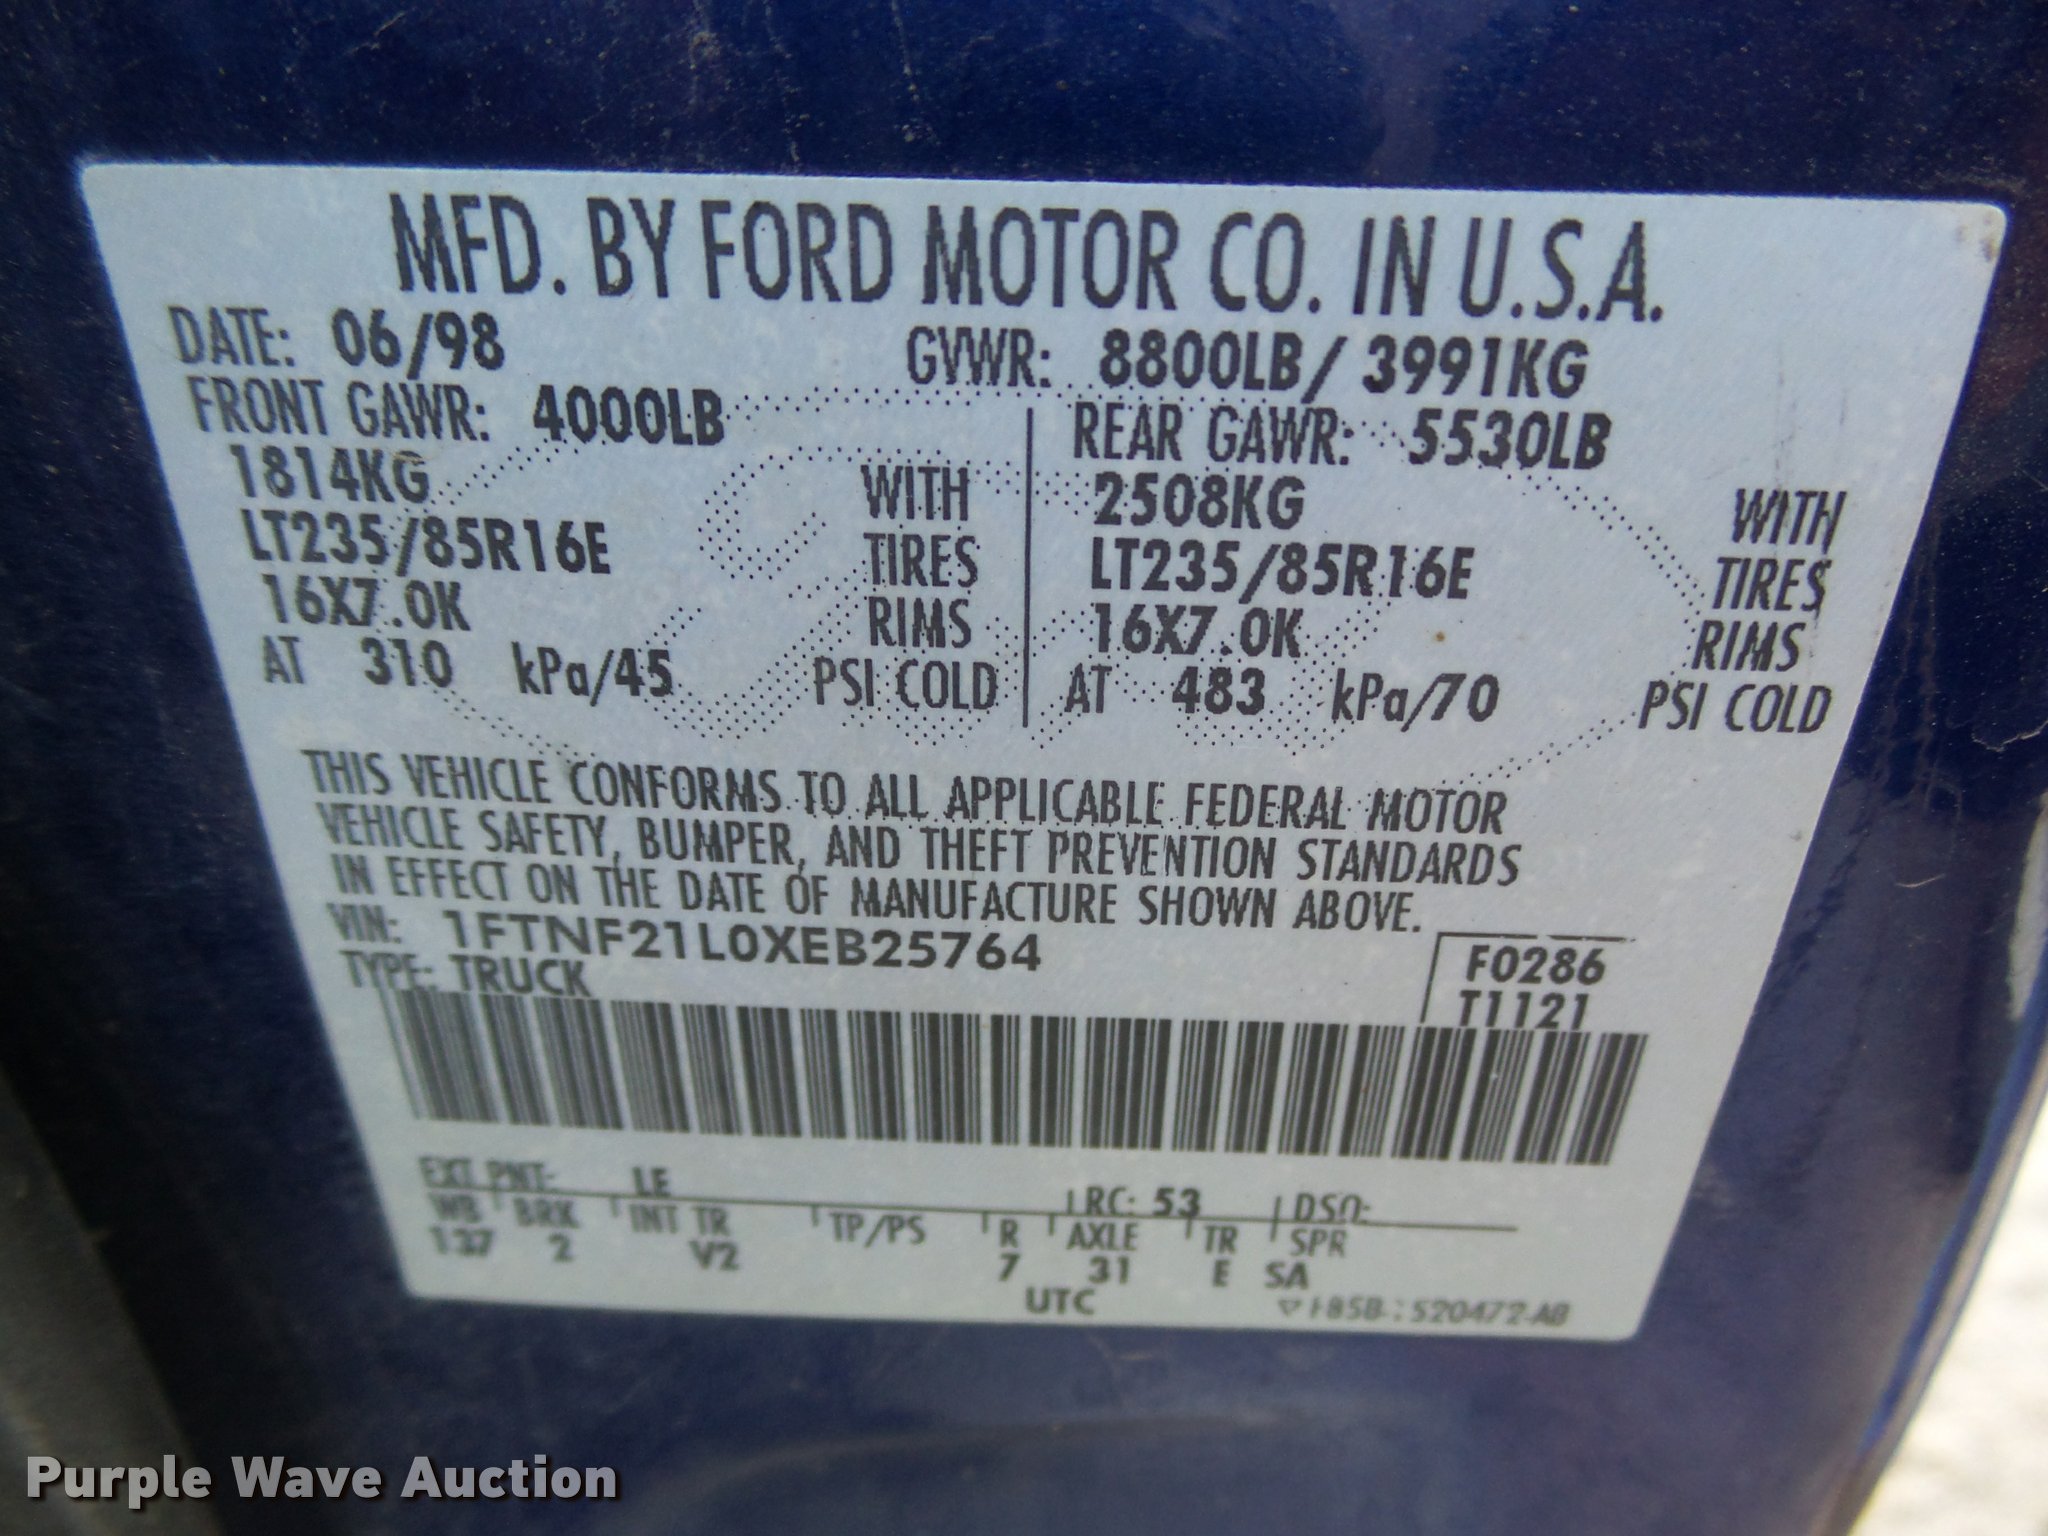 MFD. BY FORD MOTOR CO. IN U.S.A.
DATE: 06/98 GVWR: 8800LB/ 3991KG
FRONT GAWR: 4000LB REAR GAWR: 5530LB
1814KG WITH 2508KG WITH
LT235/85R16E TIRES LT235/85R16E TIRES
16X7.0K RIMS 16X7.0K RIMS
AT 310 kPa/45 PSI COLD AT 483 kPa/70 PSI COLD
THIS VEHICLE CONFORMS TO ALL APPLICABLE FEDERAL MOTOR
VEHICLE SAFETY, BUMPER, AND THEFT PREVENTION STANDARDS
IN EFFECT ON THE DATE OF MANUFACTURE SHOWN ABOVE.
VIN: 1FTNF21L0XEB25764 F0286
TYPE: TRUCK T1121
EXT PNT: LE RC: 53 DSO:
WB BRK INT TR TP/PS R AXLE TR SPR
137 2 V2 7 31 E SA
UTC
Purple Wave Auction